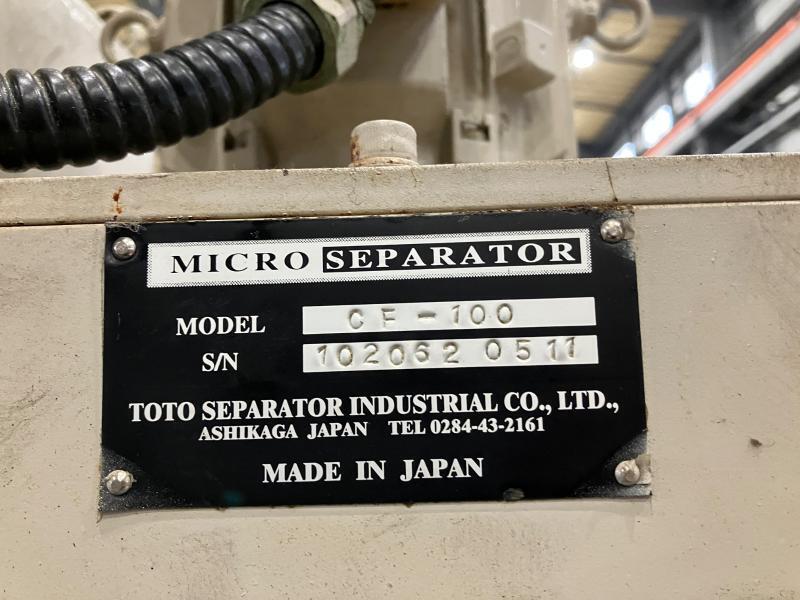 MICRO SEPARATOR
MODEL CF-100
S/N 102062 0511
TOTO SEPARATOR INDUSTRIAL CO., LTD.,
ASHIKAGA JAPAN TEL 0284-43-2161
MADE IN JAPAN